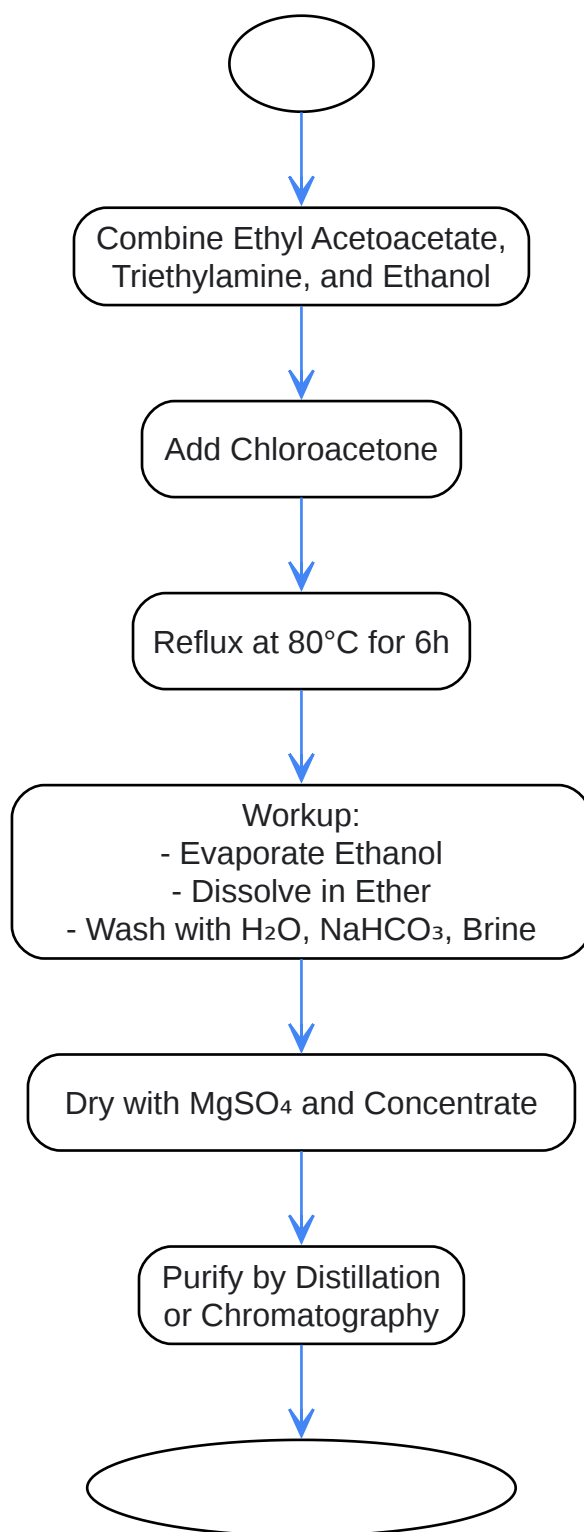 Combine Ethyl Acetoacetate,
Triethylamine, and Ethanol
Add Chloroacetone
Reflux at 80°C for 6h
Workup:
- Evaporate Ethanol
- Dissolve in Ether
- Wash with H₂O, NaHCO₃, Brine
Dry with MgSO₄ and Concentrate
Purify by Distillation
or Chromatography